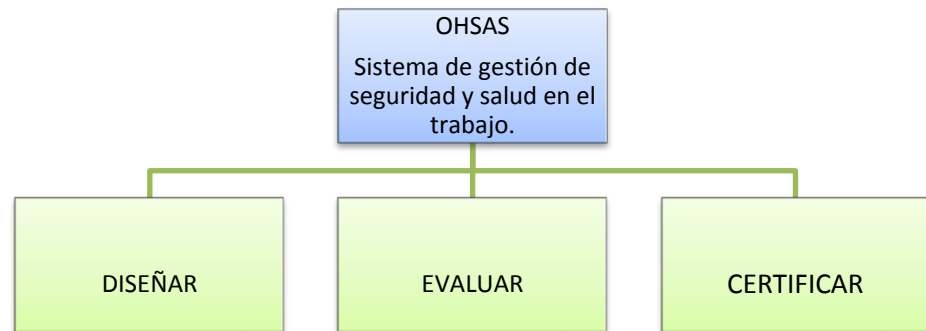 OHSAS
Sistema de gestión de
seguridad y salud en el
trabajo.
DISEÑAR
EVALUAR
CERTIFICAR